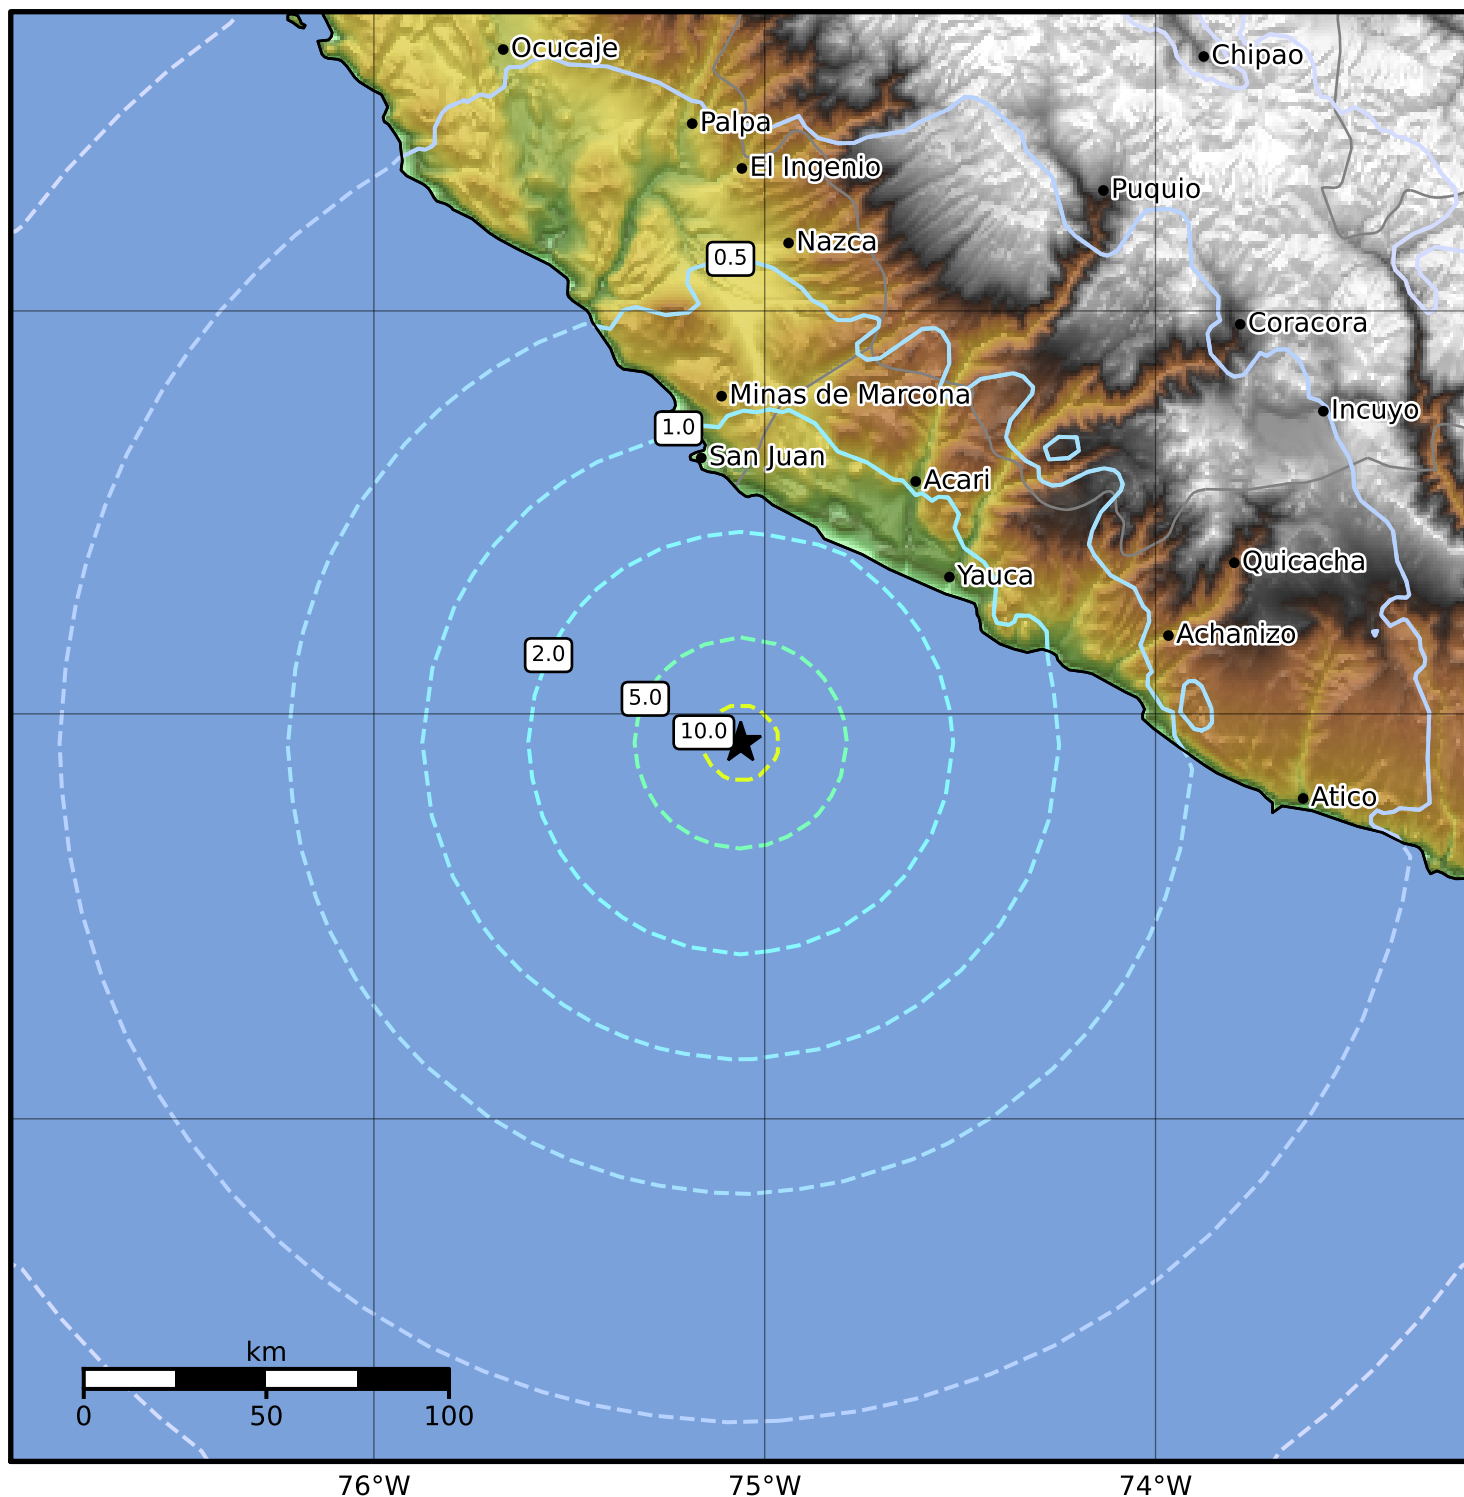 Ocucaje
Chipao
Palpa
El Ingenio
Puquio
Nazca
0.5
Coracora
Minas de Marcona
Incuyo
1.0
San Juan
Acari
Quicacha
Yauca
Achanizo
2.0
5.0
10.0
Atico
km
0 50 100
76°W 75°W 74°W